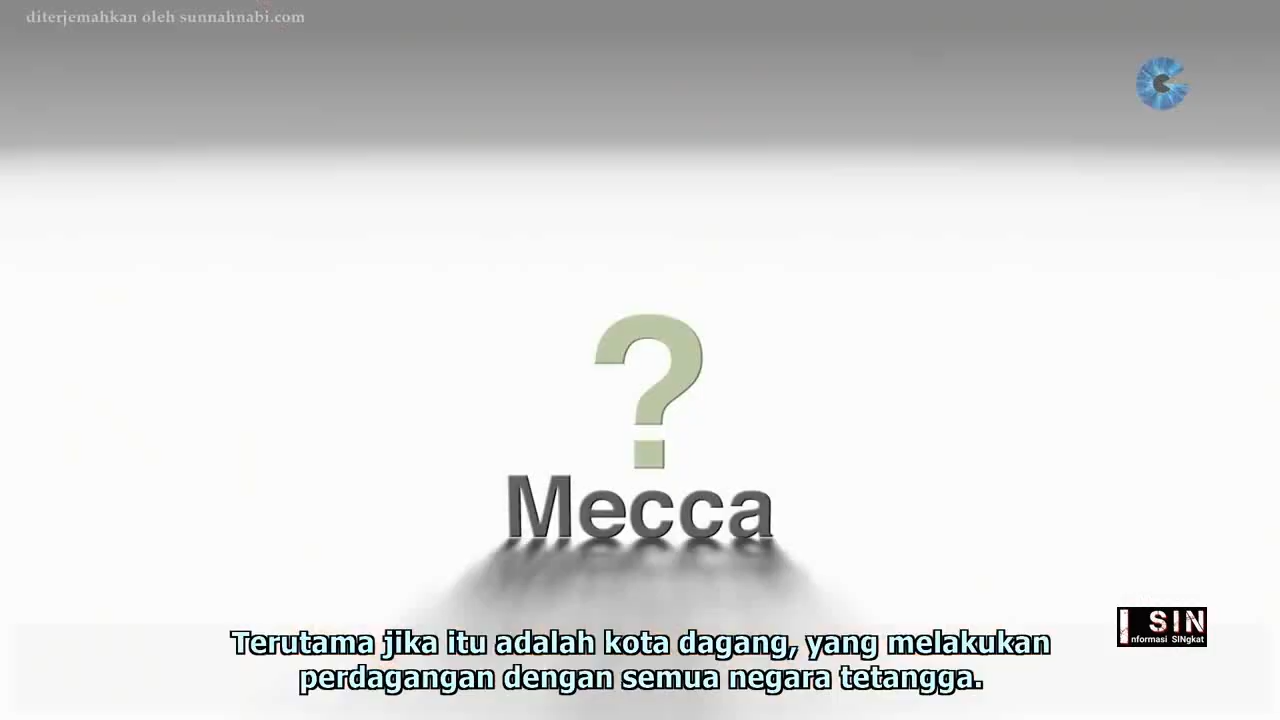 diterjemahkan oleh sunnahnabi.com
?
Mecca
I SIN
nformasi SINgkat
Terutama jika itu adalah kota dagang, yang melakukan
perdagangan dengan semua negara tetangga.